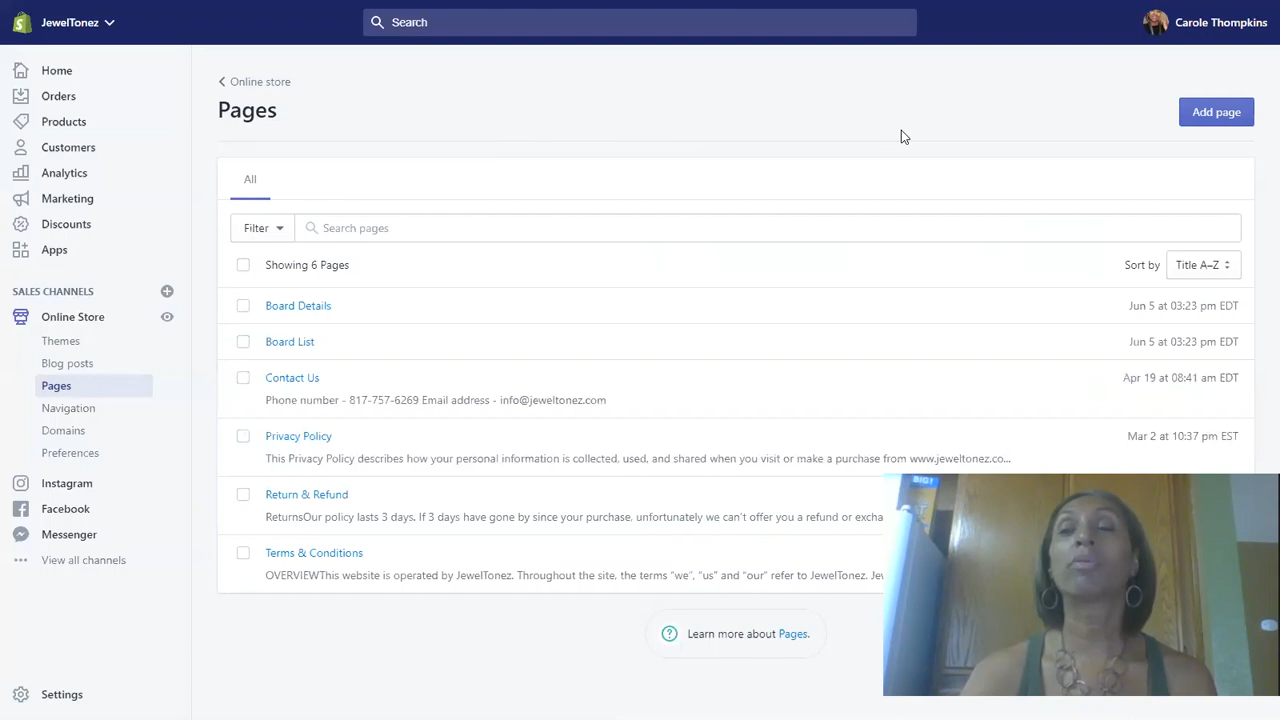 JewelTonez
Search
Carole Thompkins
Home
Orders
Products
Customers
Analytics
Marketing
Discounts
Apps
SALES CHANNELS
Online Store
Themes
Blog posts
Pages
Navigation
Domains
Preferences
Instagram
Facebook
Messenger
View all channels
Settings
Online store
Pages
Add page
All
Filter
Search pages
Showing 6 Pages
Sort by
Title A–Z
Board Details
Jun 5 at 03:23 pm EDT
Board List
Jun 5 at 03:23 pm EDT
Contact Us
Apr 19 at 08:41 am EDT
Phone number - 817-757-6269 Email address - info@jeweltonez.com
Privacy Policy
Mar 2 at 10:37 pm EST
This Privacy Policy describes how your personal information is collected, used, and shared when you visit or make a purchase from www.jeweltonez.co...
Return & Refund
ReturnsOur policy lasts 3 days. If 3 days have gone by since your purchase, unfortunately we can't offer you a refund or excha
Terms & Conditions
OVERVIEWThis website is operated by JewelTonez. Throughout the site, the terms “we”, “us” and “our” refer to JewelTonez. Jew
Learn more about Pages.
BIG!